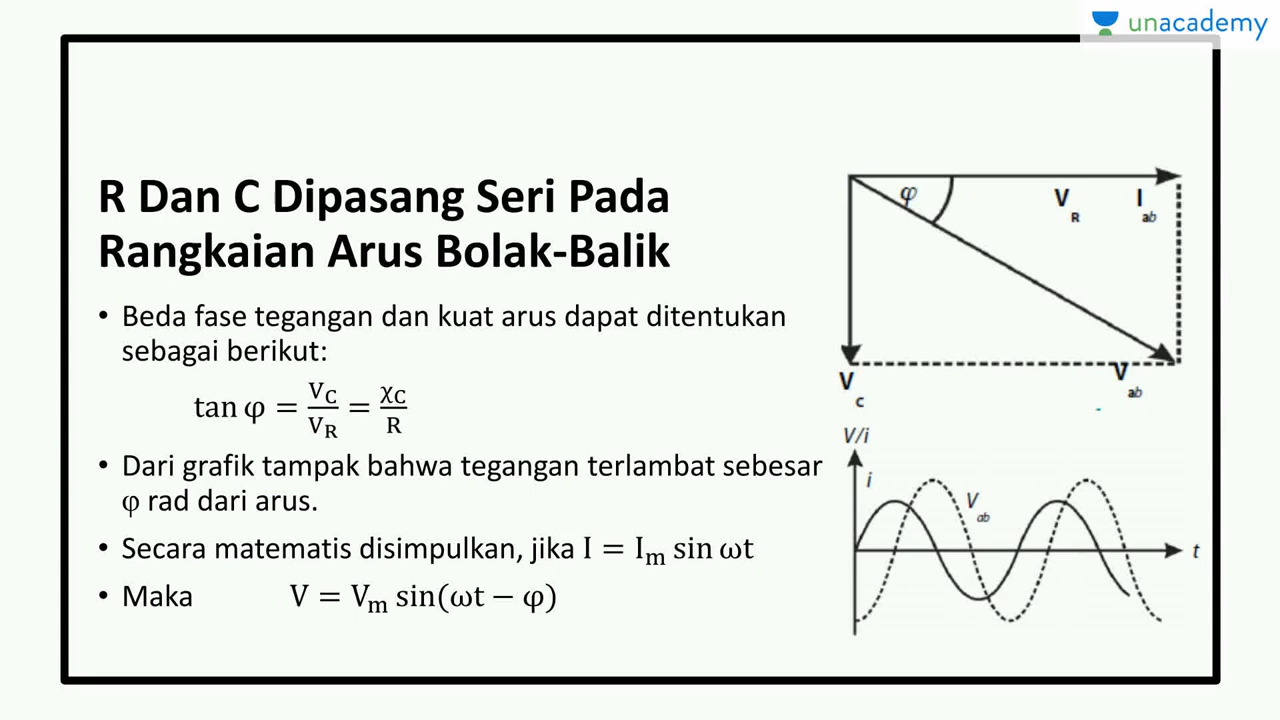 unacademy
R Dan C Dipasang Seri Pada
Rangkaian Arus Bolak-Balik
• Beda fase tegangan dan kuat arus dapat ditentukan
sebagai berikut:
tan φ = V_C/V_R = χ_C/R
• Dari grafik tampak bahwa tegangan terlambat sebesar
φ rad dari arus.
• Secara matematis disimpulkan, jika I = I_m sin ωt
• Maka V = V_m sin(ωt − φ)
φ
V_R I_ab
V_c
V_ab
V/i
i
V_ab
t